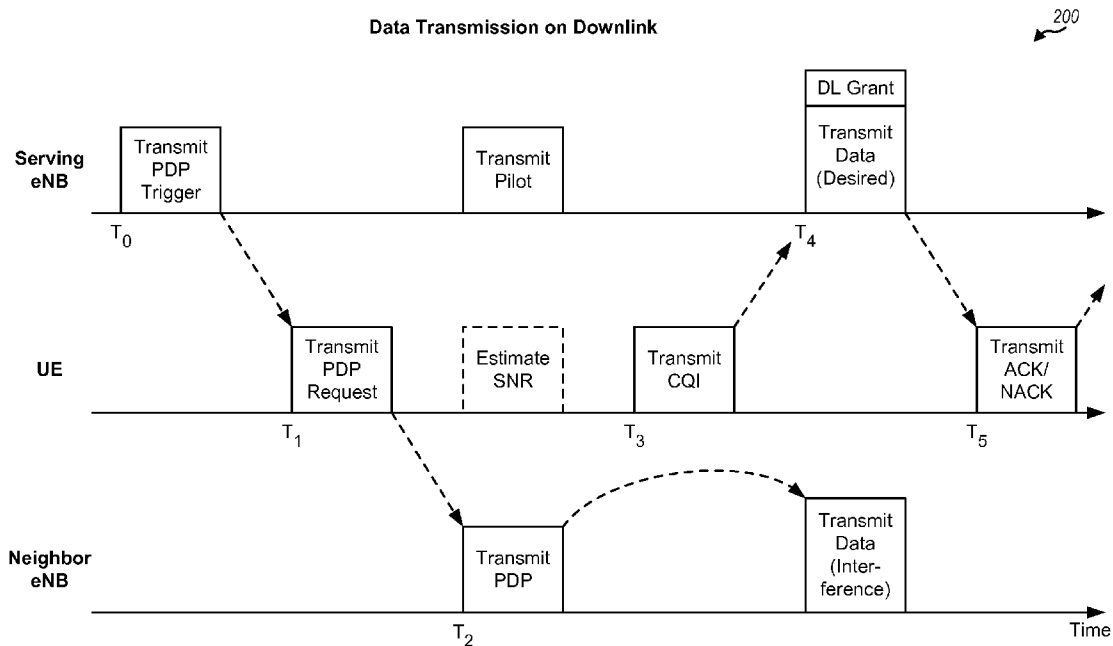 Data Transmission on Downlink
200
Serving
eNB
Transmit
PDP
Trigger
Transmit
Pilot
DL Grant
Transmit
Data
(Desired)
T0
T4
UE
Transmit
PDP
Request
Estimate
SNR
Transmit
CQI
Transmit
ACK/
NACK
T1
T3
T5
Neighbor
eNB
Transmit
PDP
Transmit
Data
(Inter-
ference)
T2
Time